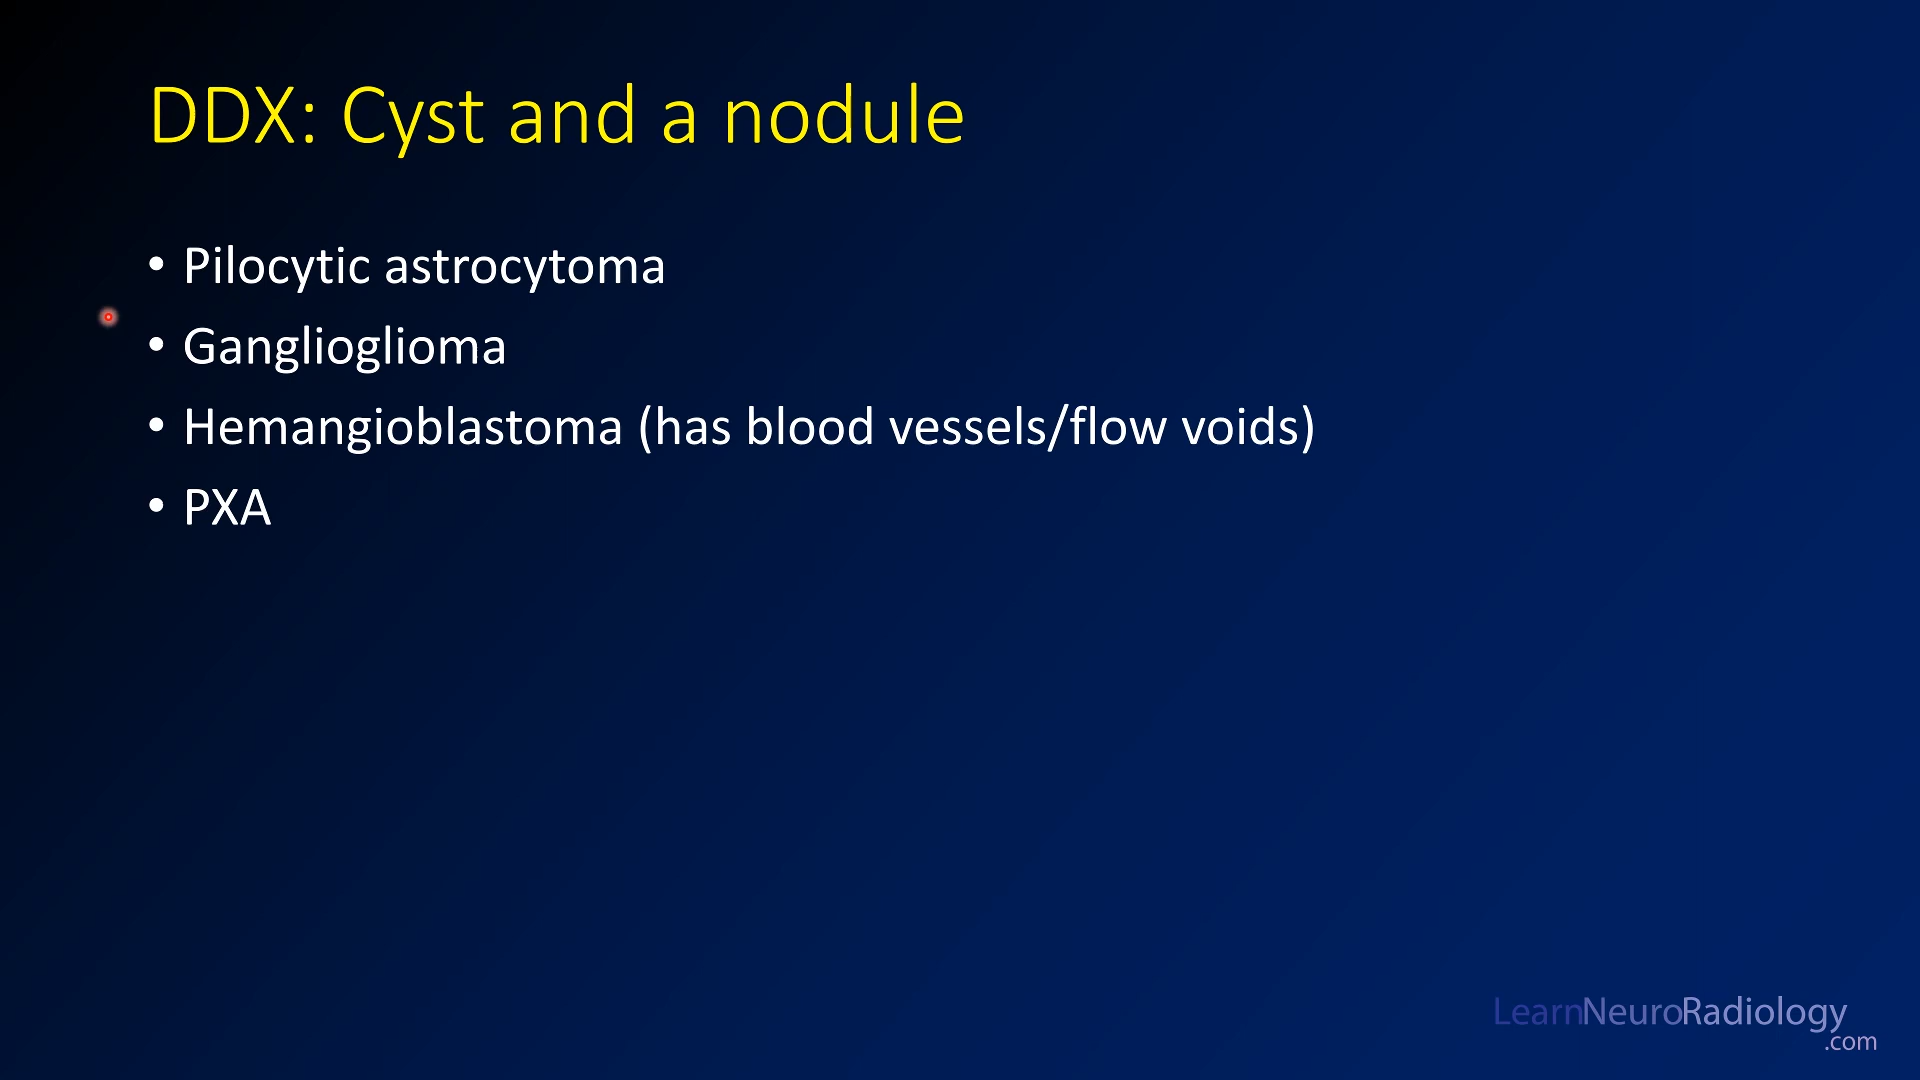 DDX: Cyst and a nodule
• Pilocytic astrocytoma
• Ganglioglioma
• Hemangioblastoma (has blood vessels/flow voids)
• PXA
LearnNeuroRadiology
.com